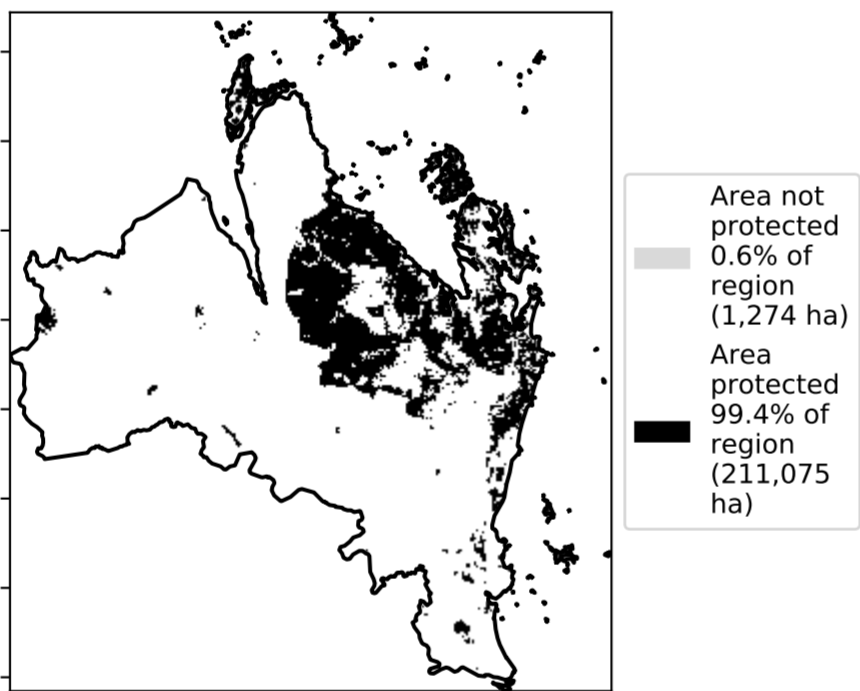 Area not
protected
0.6% of
region
(1,274 ha)
Area
protected
99.4% of
region
(211,075
ha)